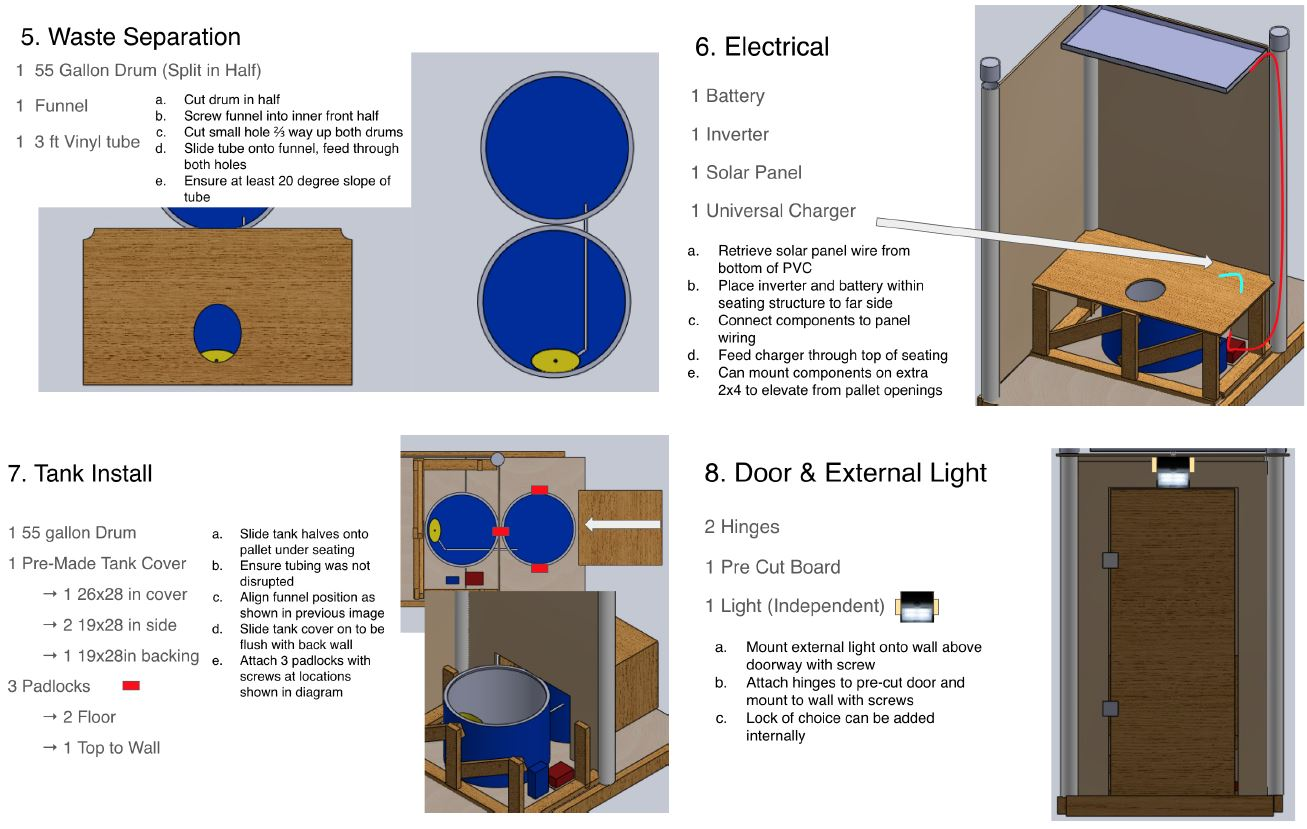 5. Waste Separation
1 55 Gallon Drum (Split in Half)
1 Funnel
1 3 ft Vinyl tube
a. Cut drum in half
b. Screw funnel into inner front half
c. Cut small hole ⅔ way up both drums
d. Slide tube onto funnel, feed through
both holes
e. Ensure at least 20 degree slope of
tube
6. Electrical
1 Battery
1 Inverter
1 Solar Panel
1 Universal Charger
a. Retrieve solar panel wire from
bottom of PVC
b. Place inverter and battery within
seating structure to far side
c. Connect components to panel
wiring
d. Feed charger through top of seating
e. Can mount components on extra
2x4 to elevate from pallet openings
7. Tank Install
1 55 gallon Drum
1 Pre-Made Tank Cover
→ 1 26x28 in cover
→ 2 19x28 in side
→ 1 19x28in backing
3 Padlocks
→ 2 Floor
→ 1 Top to Wall
a. Slide tank halves onto
pallet under seating
b. Ensure tubing was not
disrupted
c. Align funnel position as
shown in previous image
d. Slide tank cover on to be
flush with back wall
e. Attach 3 padlocks with
screws at locations
shown in diagram
8. Door & External Light
2 Hinges
1 Pre Cut Board
1 Light (Independent)
a. Mount external light onto wall above
doorway with screw
b. Attach hinges to pre-cut door and
mount to wall with screws
c. Lock of choice can be added
internally